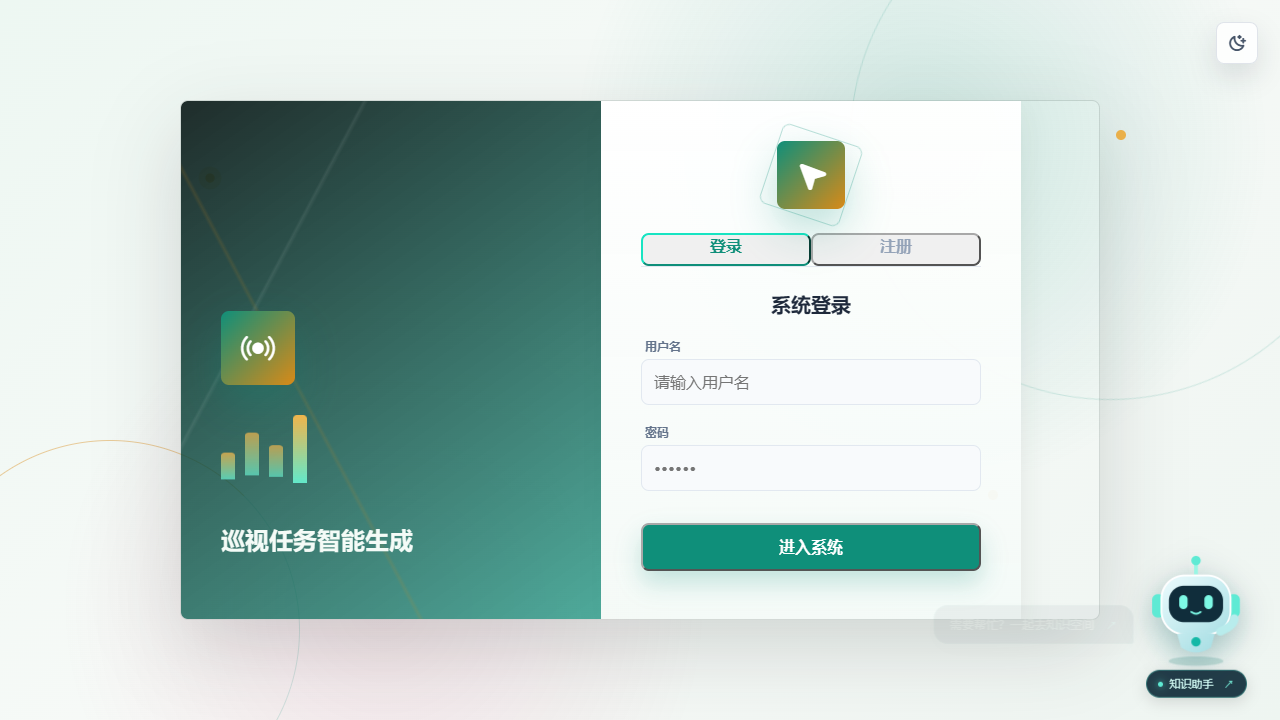 登录
注册
系统登录
用户名
请输入用户名
密码
••••••
进入系统
巡视任务智能生成
知识助手 ↗